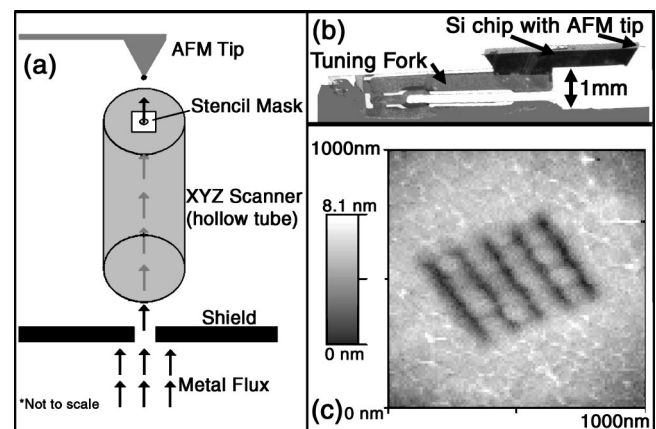 (a)
AFM Tip
Stencil Mask
XYZ Scanner
(hollow tube)
Shield
Metal Flux
*Not to scale
(b)
Si chip with AFM tip
Tuning Fork
1mm
1000nm
8.1 nm
0 nm
(c)
0 nm
1000nm